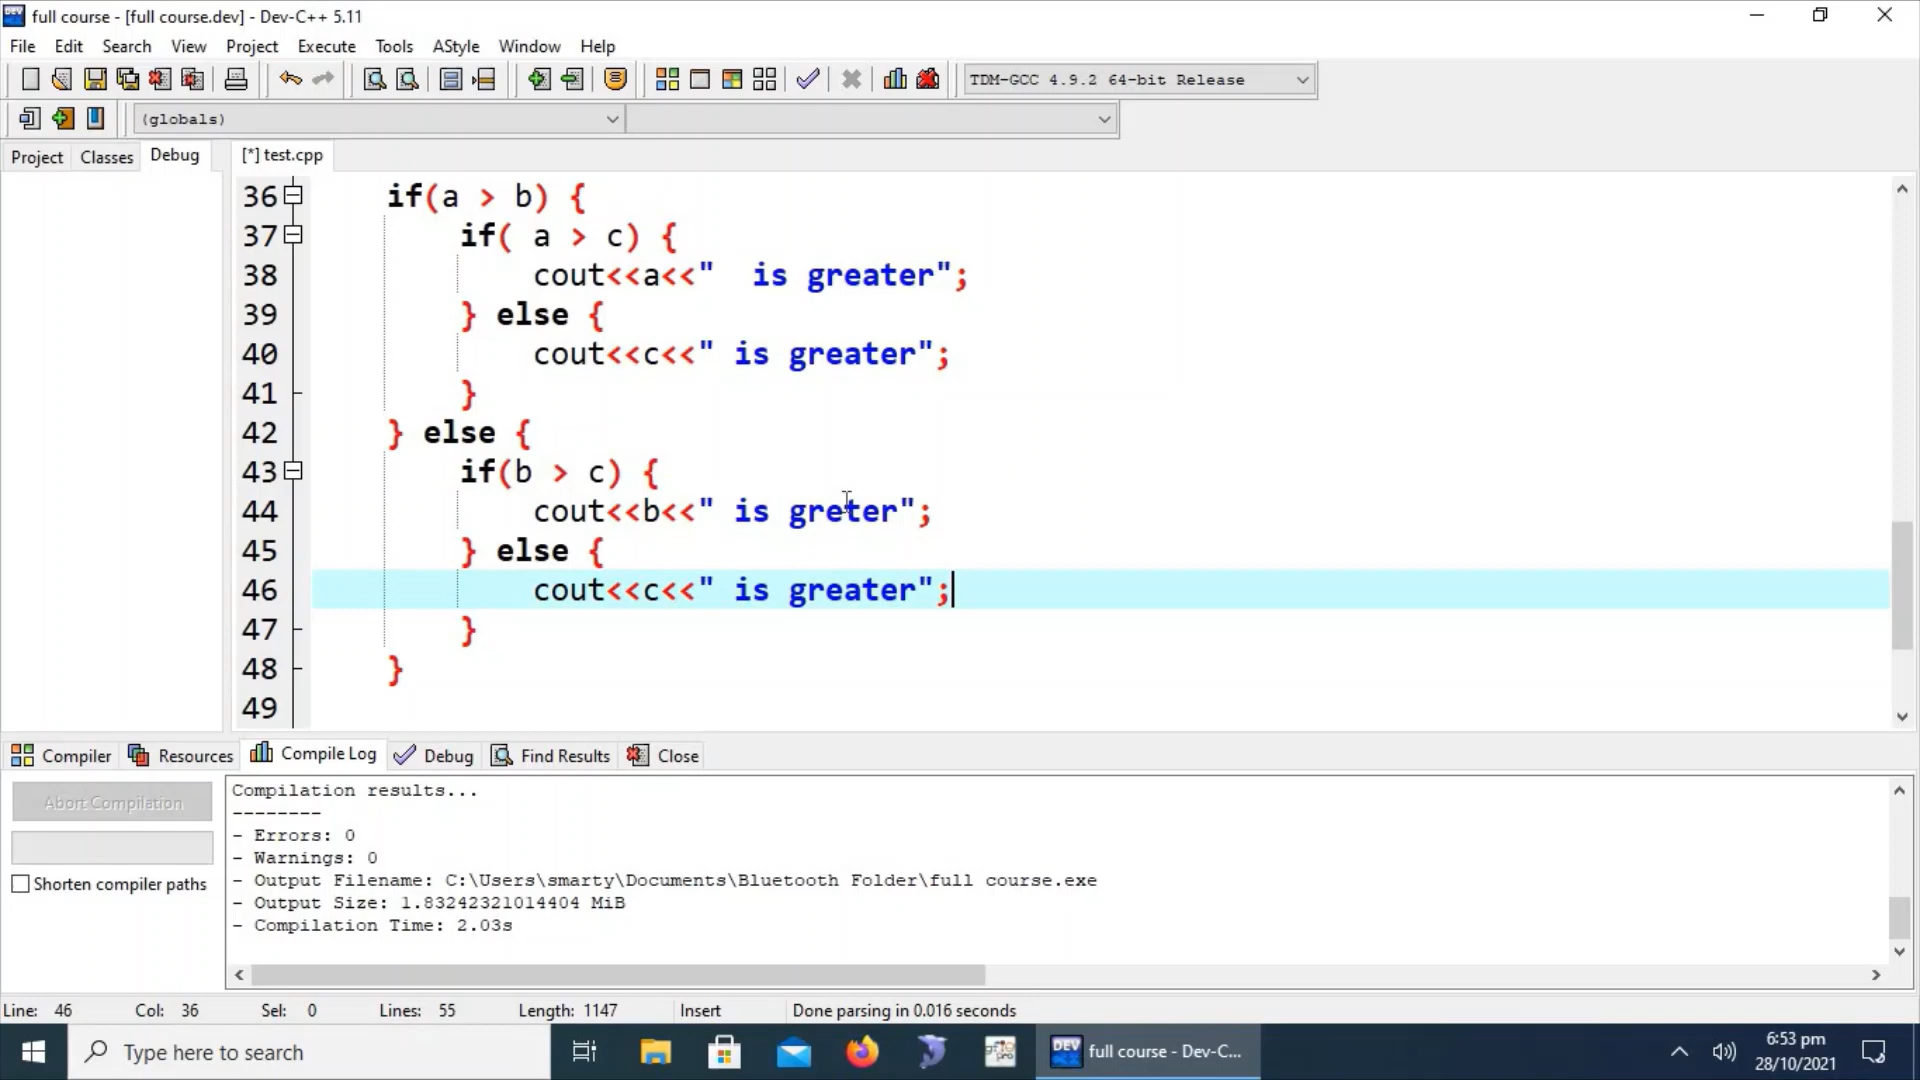 full course - [full course.dev] - Dev-C++ 5.11
File Edit Search View Project Execute Tools AStyle Window Help
TDM-GCC 4.9.2 64-bit Release
(globals)
Project Classes Debug [*] test.cpp
36 if(a > b) {
37 if( a > c) {
38 cout<<a<<"  is greater";
39 } else {
40 cout<<c<<" is greater";
41 }
42 } else {
43 if(b > c) {
44 cout<<b<<" is greter";
45 } else {
46 cout<<c<<" is greater";
47 }
48 }
49
Compiler Resources Compile Log Debug Find Results Close
Abort Compilation
Shorten compiler paths
Compilation results...
--------
- Errors: 0
- Warnings: 0
- Output Filename: C:\Users\smarty\Documents\Bluetooth Folder\full course.exe
- Output Size: 1.83242321014404 MiB
- Compilation Time: 2.03s
Line: 46 Col: 36 Sel: 0 Lines: 55 Length: 1147 Insert Done parsing in 0.016 seconds
Type here to search
DEV
full course - Dev-C...
6:53 pm
28/10/2021